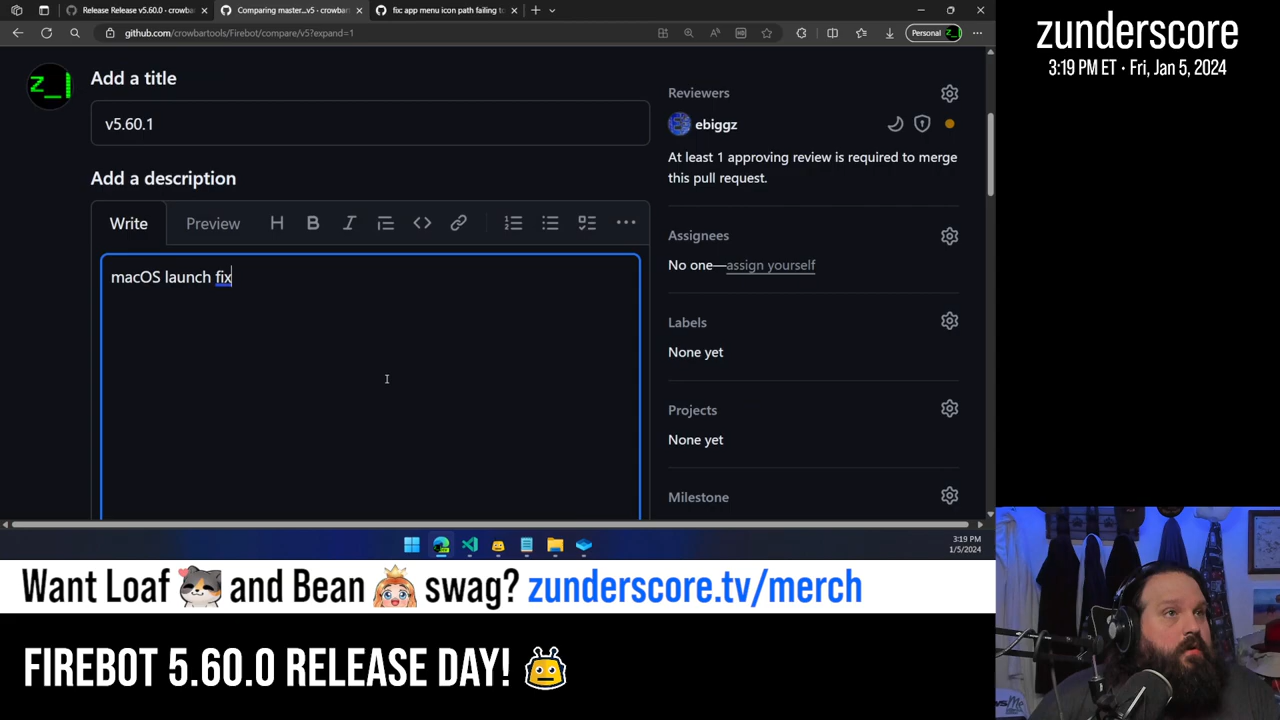 Release Release v5.60.0 · crowba
Comparing master...v5 · crowba
fix app menu icon path failing to
github.com/crowbartools/Firebot/compare/v5?expand=1
Personal
zunderscore
3:19 PM ET • Fri, Jan 5, 2024
Add a title
v5.60.1
Add a description
Write
Preview
macOS launch fix
Reviewers
ebiggz
At least 1 approving review is required to merge
this pull request.
Assignees
No one—assign yourself
Labels
None yet
Projects
None yet
Milestone
3:19 PM
1/5/2024
Want Loaf and Bean swag? zunderscore.tv/merch
FIREBOT 5.60.0 RELEASE DAY!